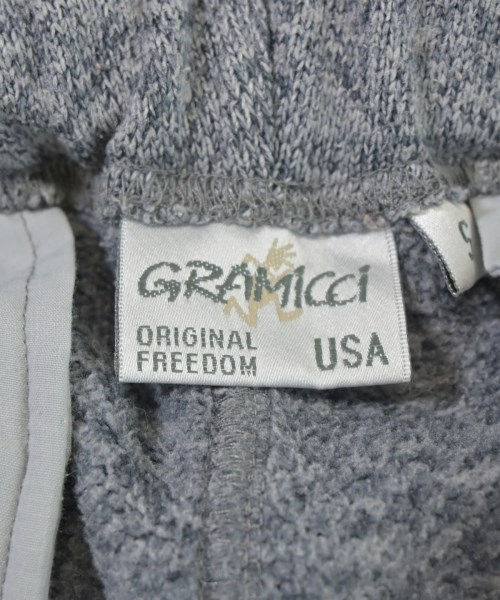 GRAMiCCi
ORIGINAL
FREEDOM USA
S